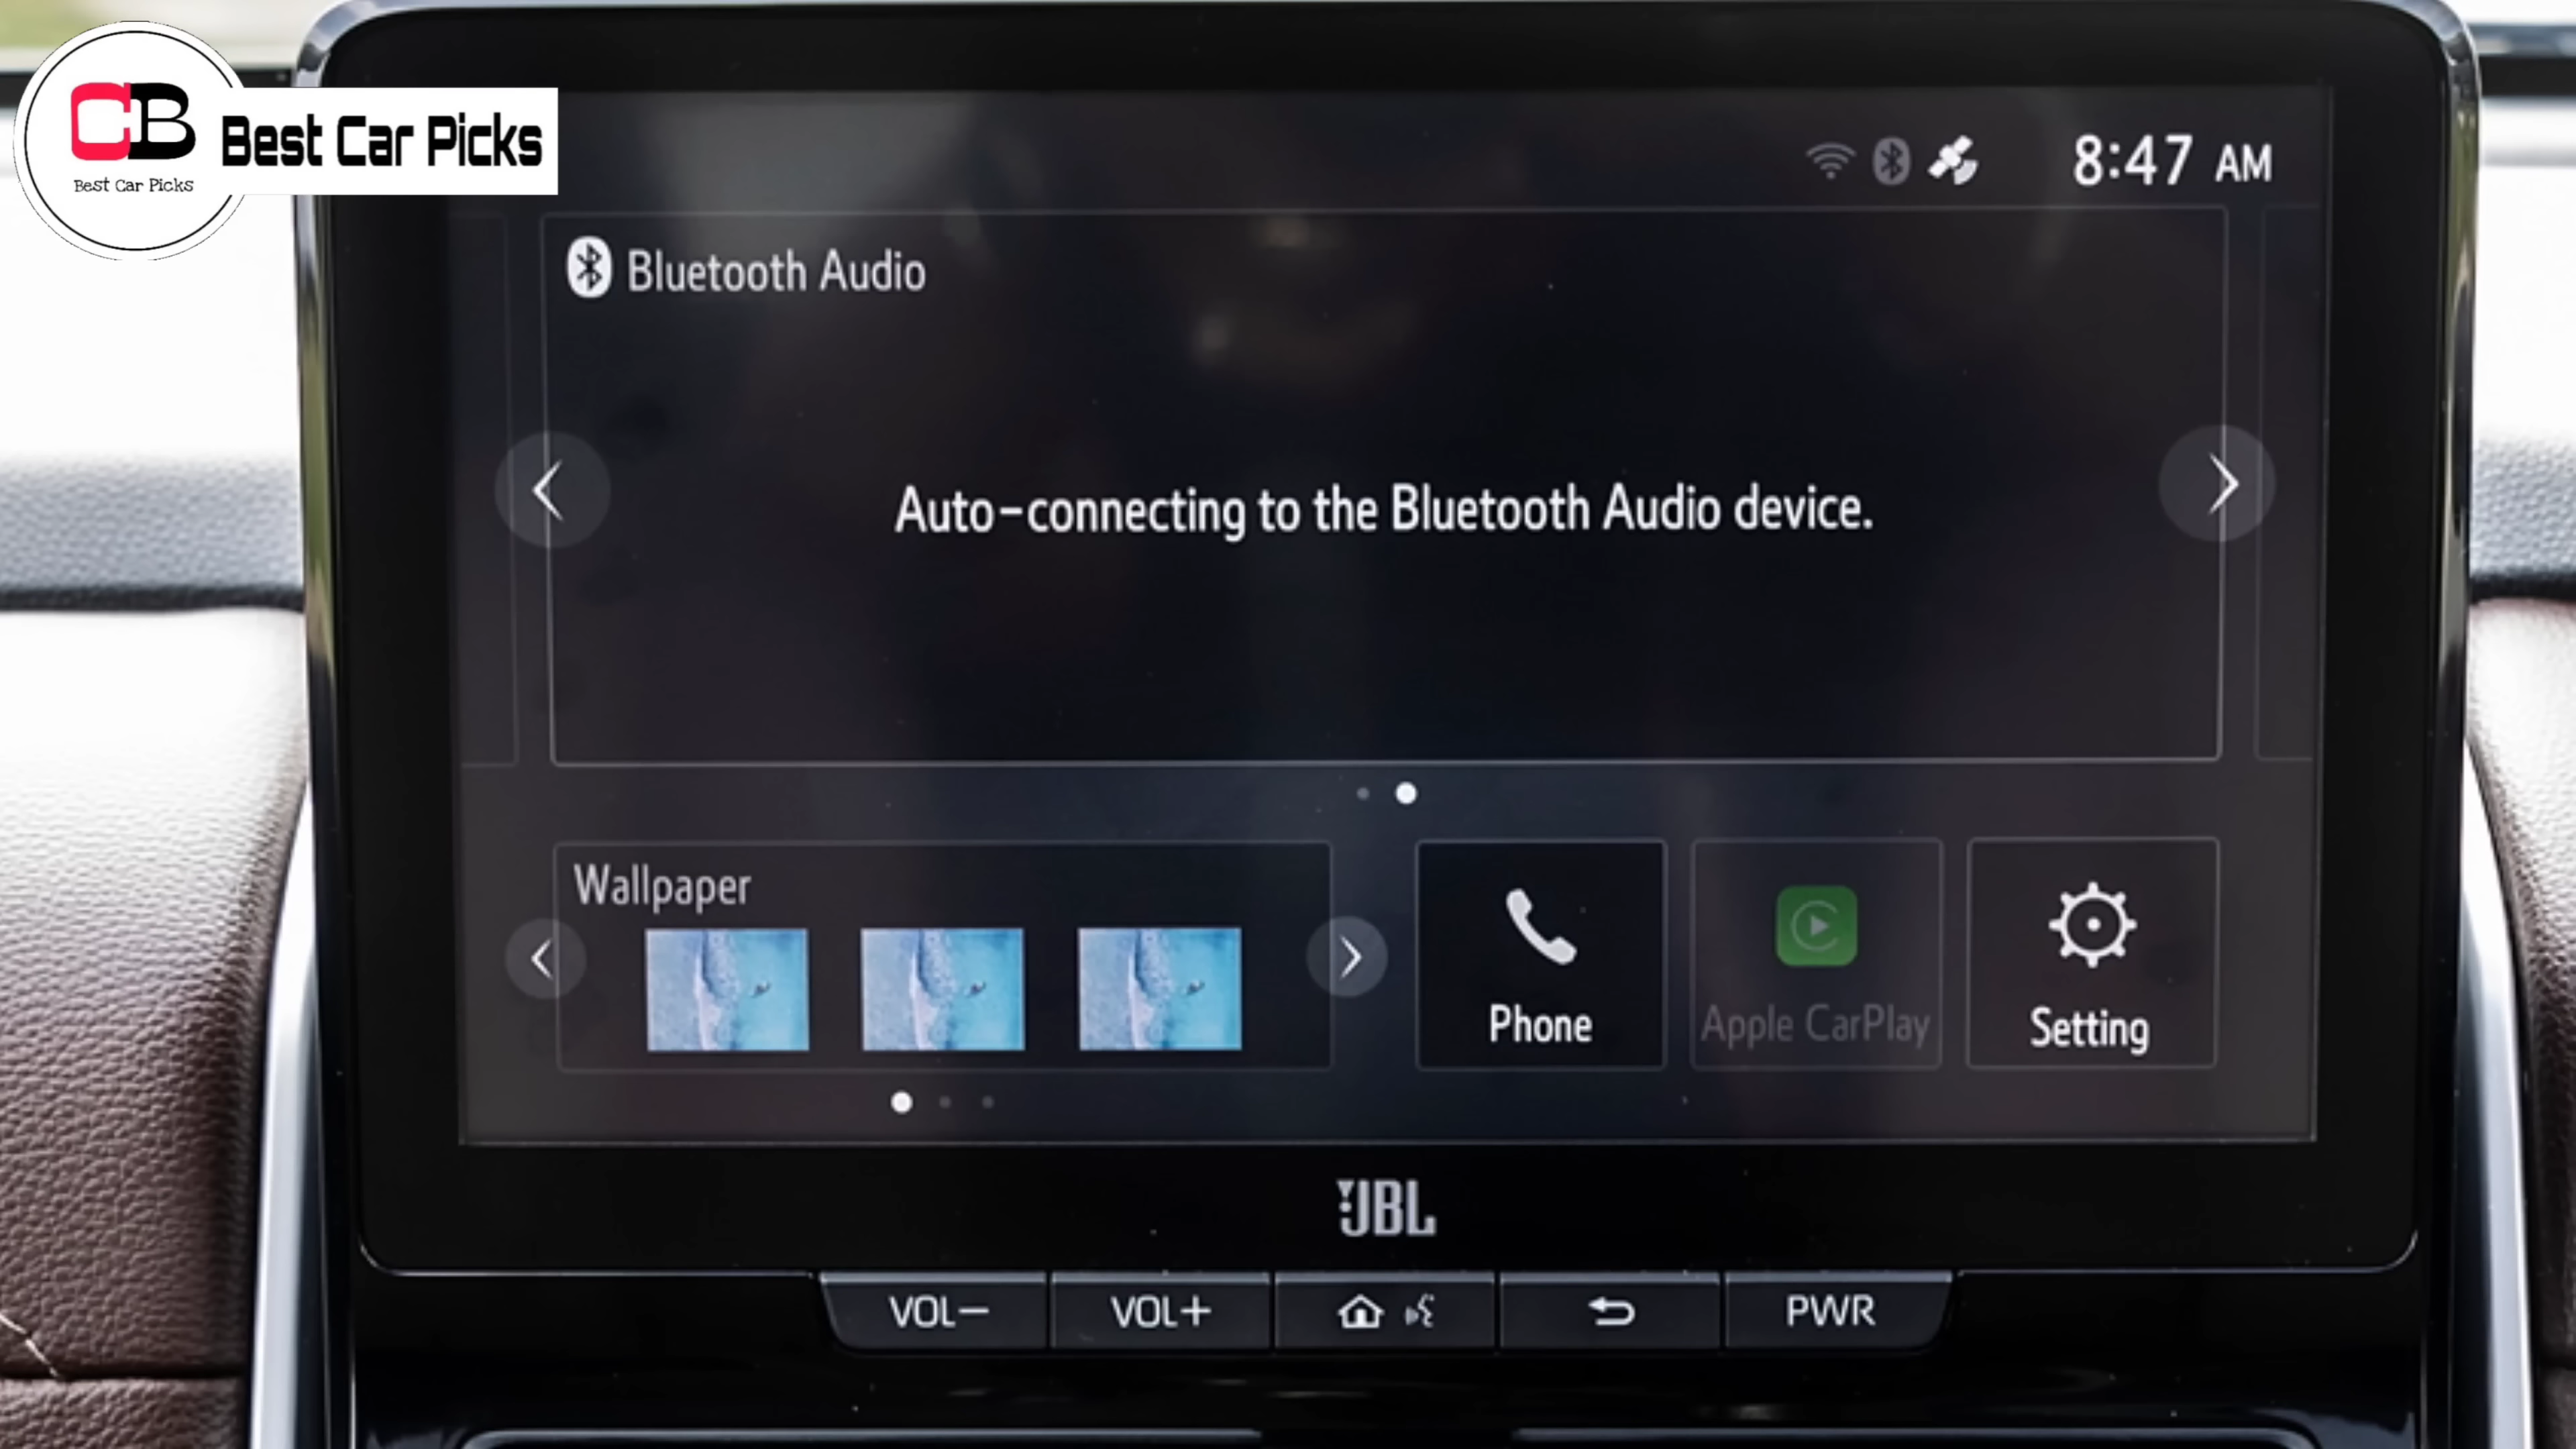 CB
Best Car Picks
Best Car Picks
8:47 AM
Bluetooth Audio
Auto-connecting to the Bluetooth Audio device.
Wallpaper
Phone
Apple CarPlay
Setting
JBL
VOL−
VOL+
PWR